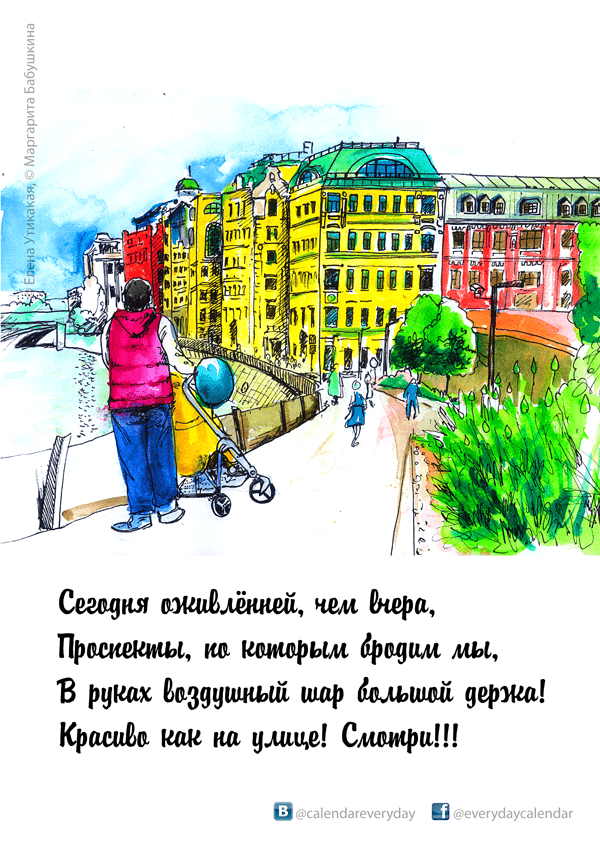 Елена Утикакая, © Маргарита Бабушкина
Сегодня оживлённей, чем вчера,
Проспекты, по которым бродим мы,
В руках воздушный шар большой держа!
Красиво как на улице! Смотри!!!
B @calendareveryday f @everydaycalendar